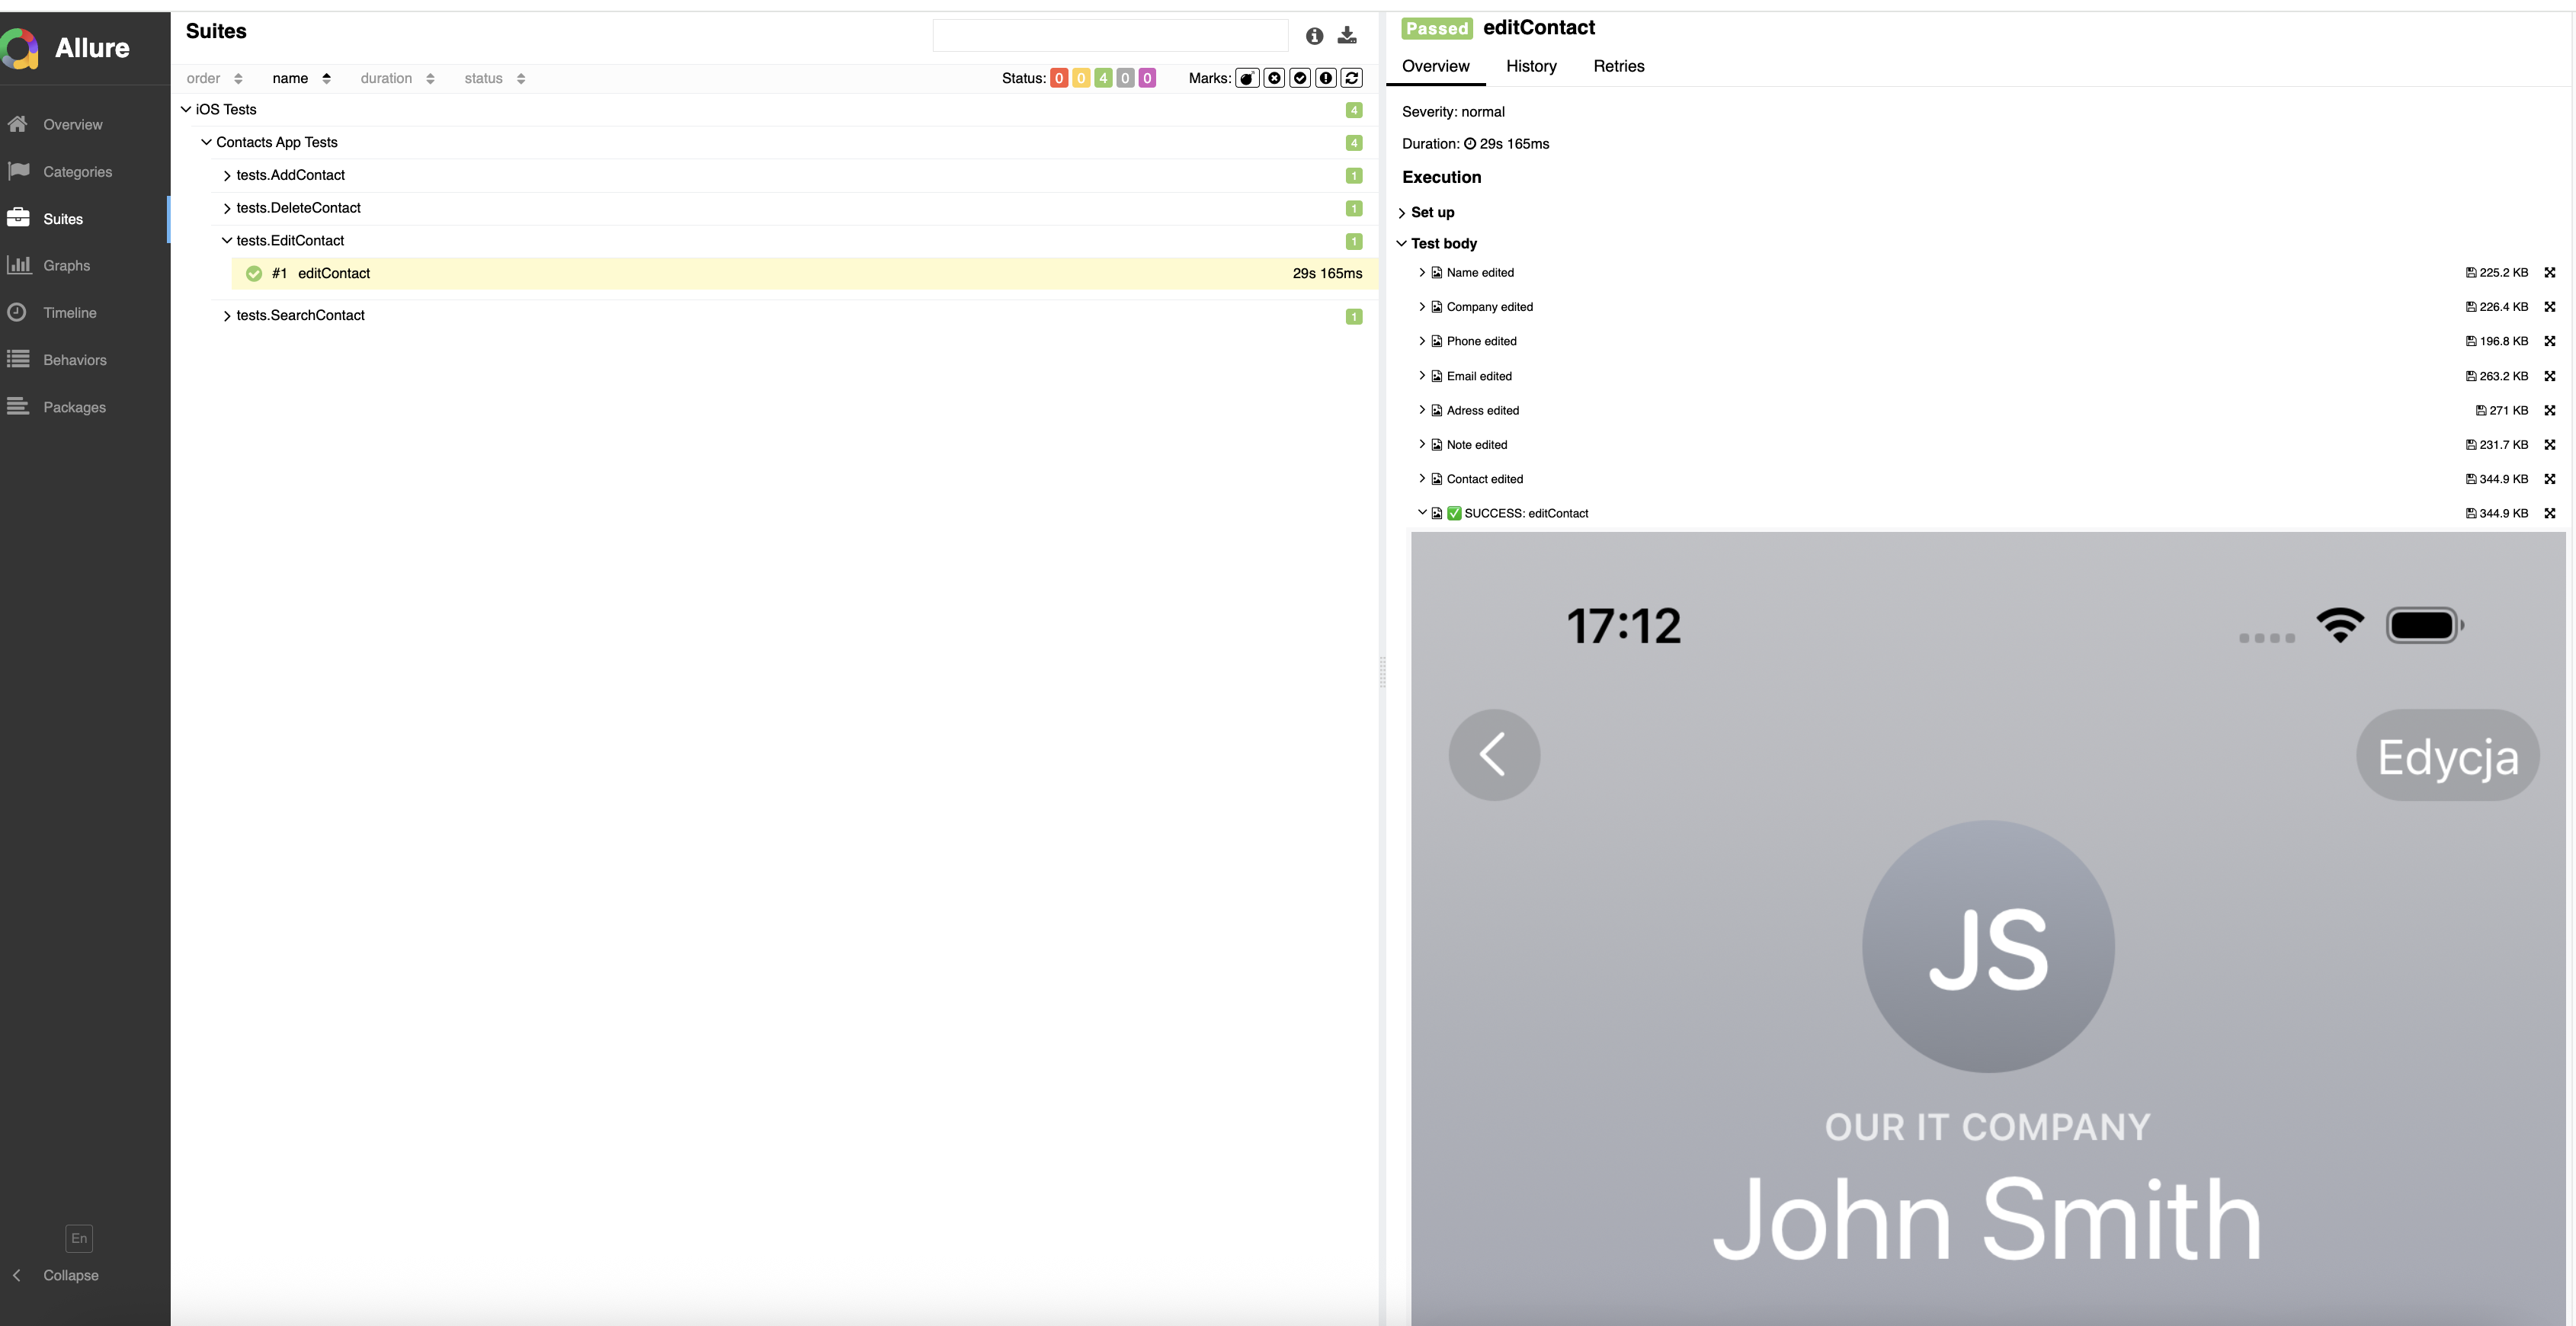 Allure
Overview
Categories
Suites
Graphs
Timeline
Behaviors
Packages
En
Collapse
Suites
order name duration status Status: 0 0 4 0 0 Marks:
iOS Tests 4
Contacts App Tests 4
tests.AddContact 1
tests.DeleteContact 1
tests.EditContact 1
#1 editContact 29s 165ms
tests.SearchContact 1
Passed editContact
Overview History Retries
Severity: normal
Duration: 29s 165ms
Execution
Set up
Test body
Name edited 225.2 KB
Company edited 226.4 KB
Phone edited 196.8 KB
Email edited 263.2 KB
Adress edited 271 KB
Note edited 231.7 KB
Contact edited 344.9 KB
✅ SUCCESS: editContact 344.9 KB
17:12
Edycja
JS
OUR IT COMPANY
John Smith